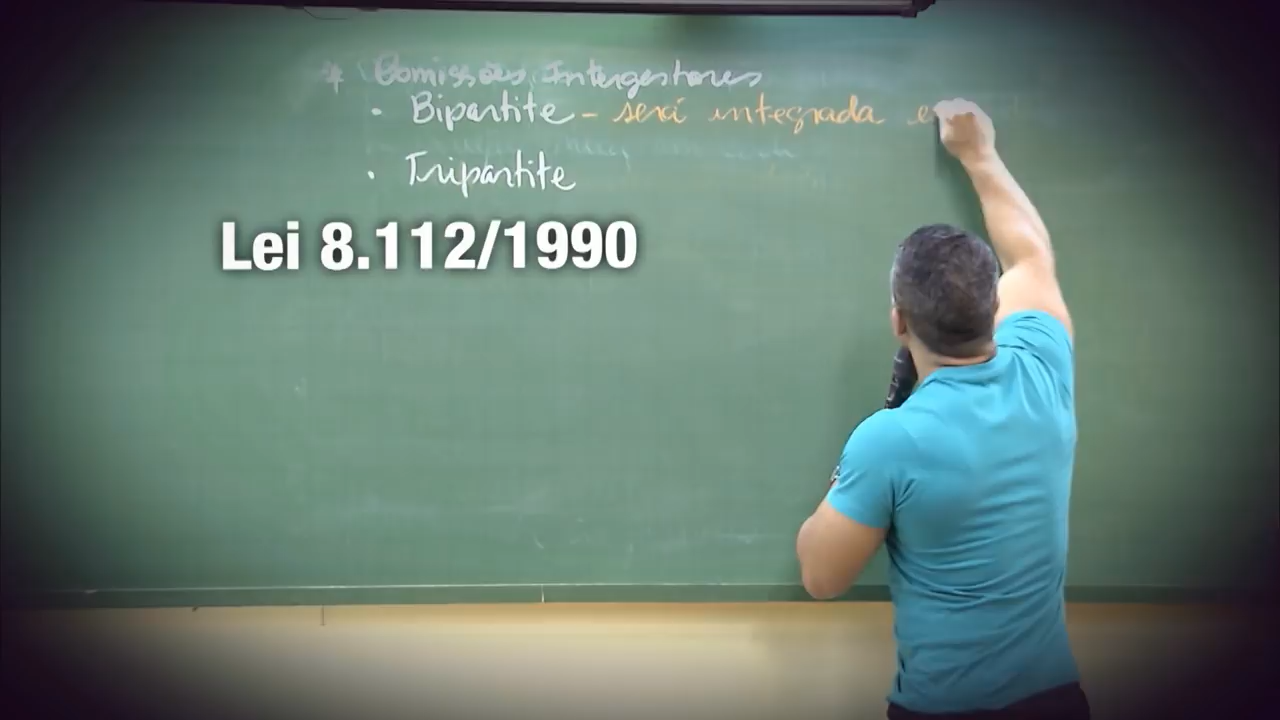 * Comissões Intergestores
• Bipartite - será integrada e
• Tripartite
Lei 8.112/1990